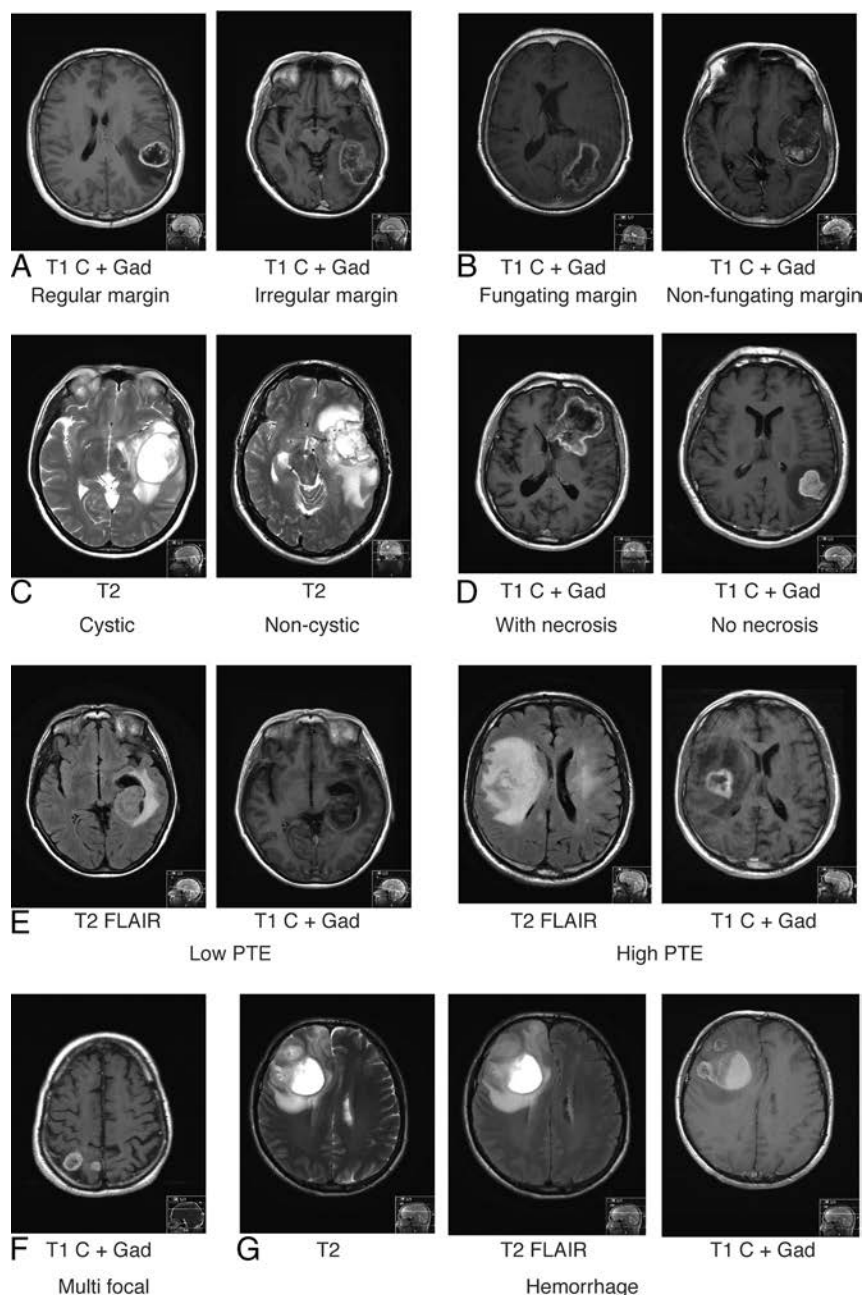 A
T1 C + Gad
Regular margin
T1 C + Gad
Irregular margin
B
T1 C + Gad
Fungating margin
T1 C + Gad
Non-fungating margin
C
T2
Cystic
T2
Non-cystic
D
T1 C + Gad
With necrosis
T1 C + Gad
No necrosis
E
T2 FLAIR
T1 C + Gad
Low PTE
T2 FLAIR
T1 C + Gad
High PTE
F
T1 C + Gad
Multi focal
G
T2
T2 FLAIR
T1 C + Gad
Hemorrhage